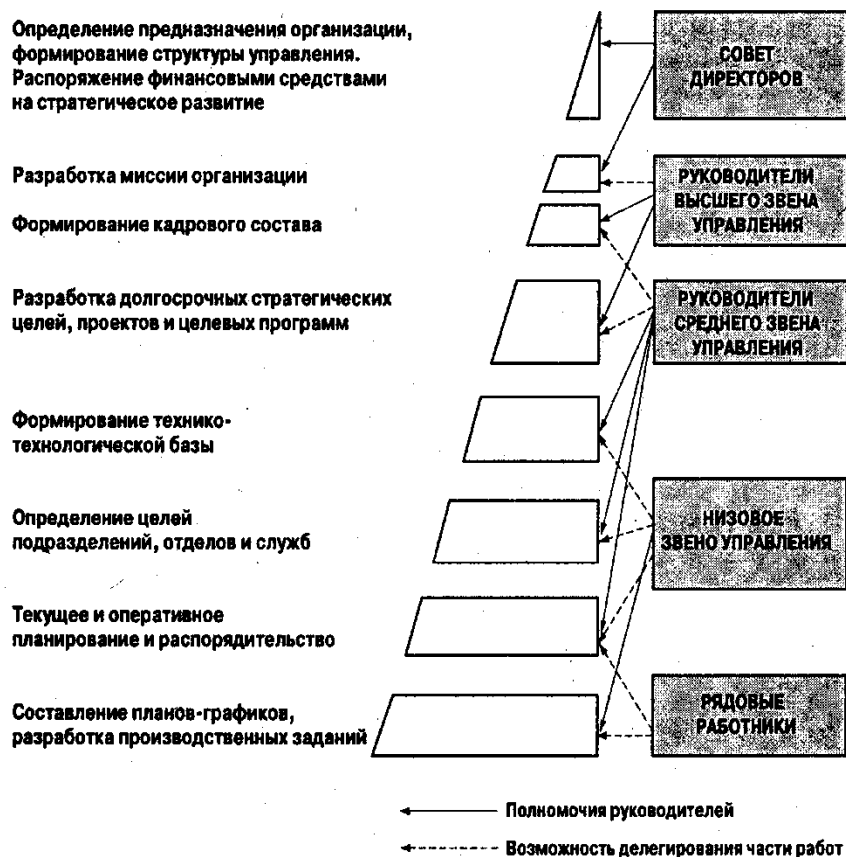 Определение предназначения организации,
формирование структуры управления.
Распоряжение финансовыми средствами
на стратегическое развитие
СОВЕТ
ДИРЕКТОРОВ
Разработка миссии организации
Формирование кадрового состава
РУКОВОДИТЕЛИ
ВЫСШЕГО ЗВЕНА
УПРАВЛЕНИЯ
Разработка долгосрочных стратегических
целей, проектов и целевых программ
РУКОВОДИТЕЛИ
СРЕДНЕГО ЗВЕНА
УПРАВЛЕНИЯ
Формирование технико-
технологической базы
Определение целей
подразделений, отделов и служб
НИЗОВОЕ
ЗВЕНО УПРАВЛЕНИЯ
Текущее и оперативное
планирование и распорядительство
Составление планов-графиков,
разработка производственных заданий
РЯДОВЫЕ
РАБОТНИКИ
Полномочия руководителей
Возможность делегирования части работ